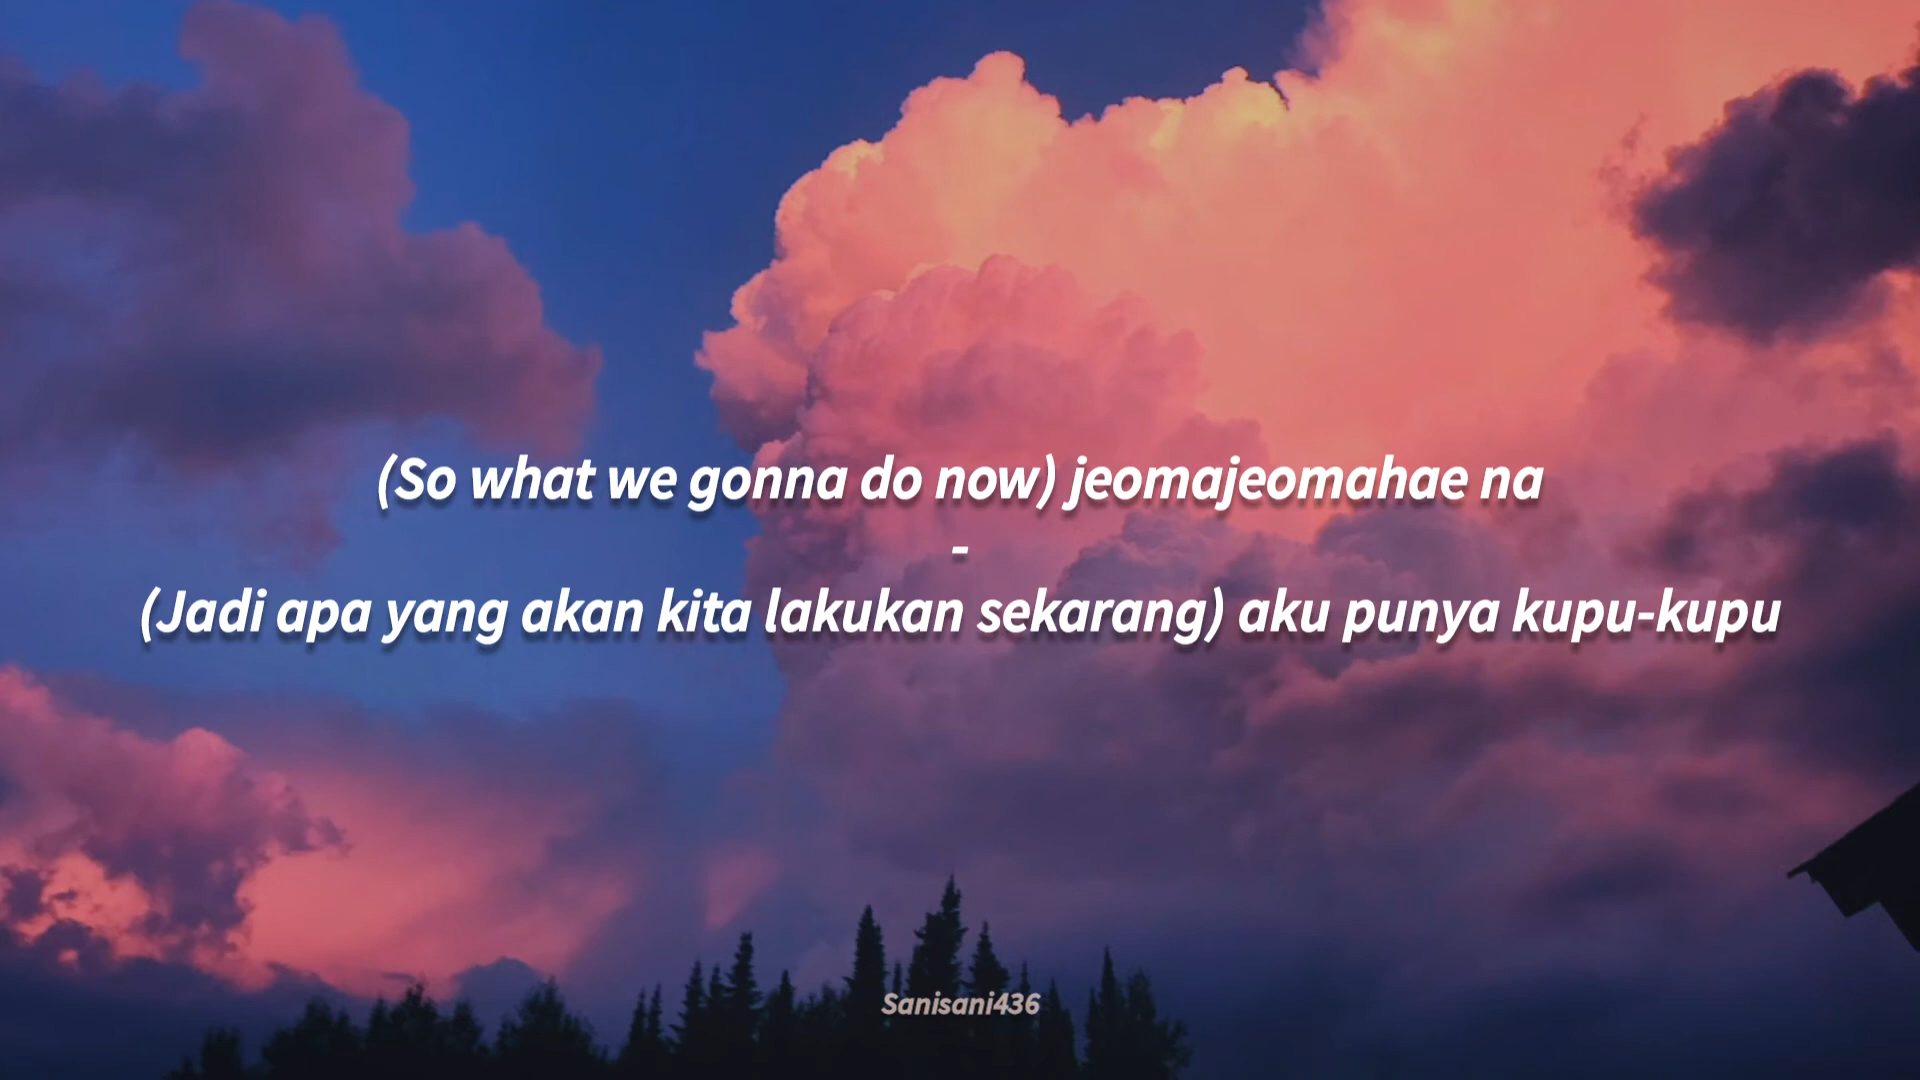 (So what we gonna do now) jeomajeomahae na
-
(Jadi apa yang akan kita lakukan sekarang) aku punya kupu-kupu
Sanisani436